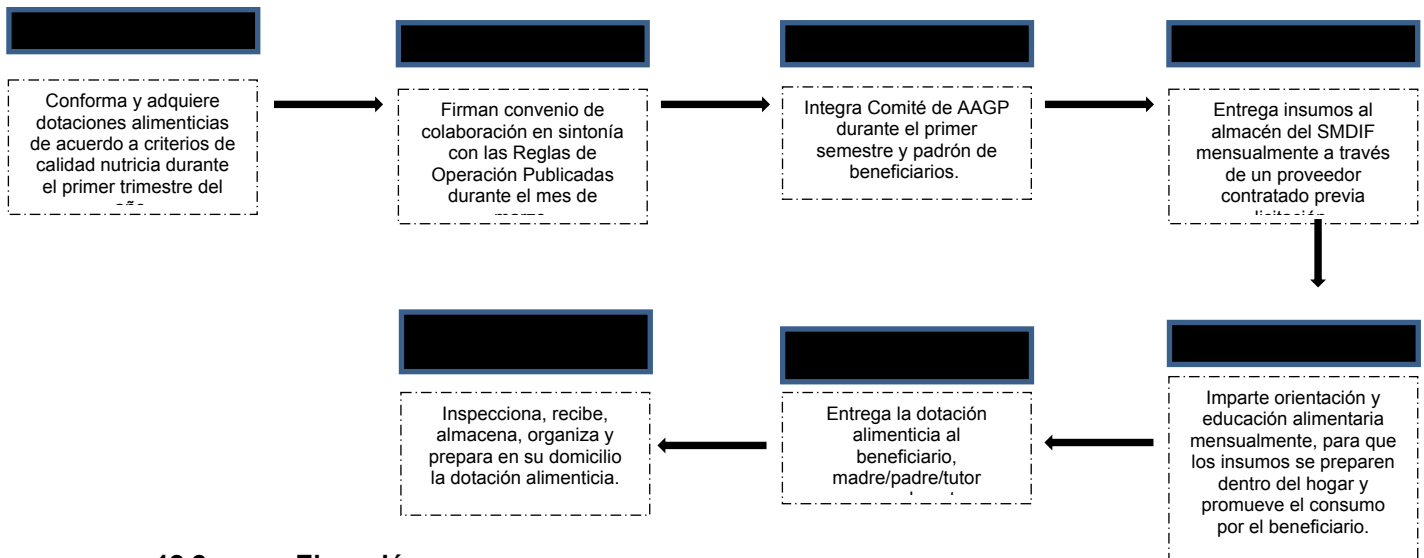 Conforma y adquiere
dotaciones alimenticias
de acuerdo a criterios de
calidad nutricia durante
el primer trimestre del
Firman convenio de
colaboración en sintonía
con las Reglas de
Operación Publicadas
durante el mes de
Integra Comité de AAGP
durante el primer
semestre y padrón de
beneficiarios.
Entrega insumos al
almacén del SMDIF
mensualmente a través
de un proveedor
contratado previa
Imparte orientación y
educación alimentaria
mensualmente, para que
los insumos se preparen
dentro del hogar y
promueve el consumo
por el beneficiario.
Entrega la dotación
alimenticia al
beneficiario,
madre/padre/tutor
Inspecciona, recibe,
almacena, organiza y
prepara en su domicilio
la dotación alimenticia.